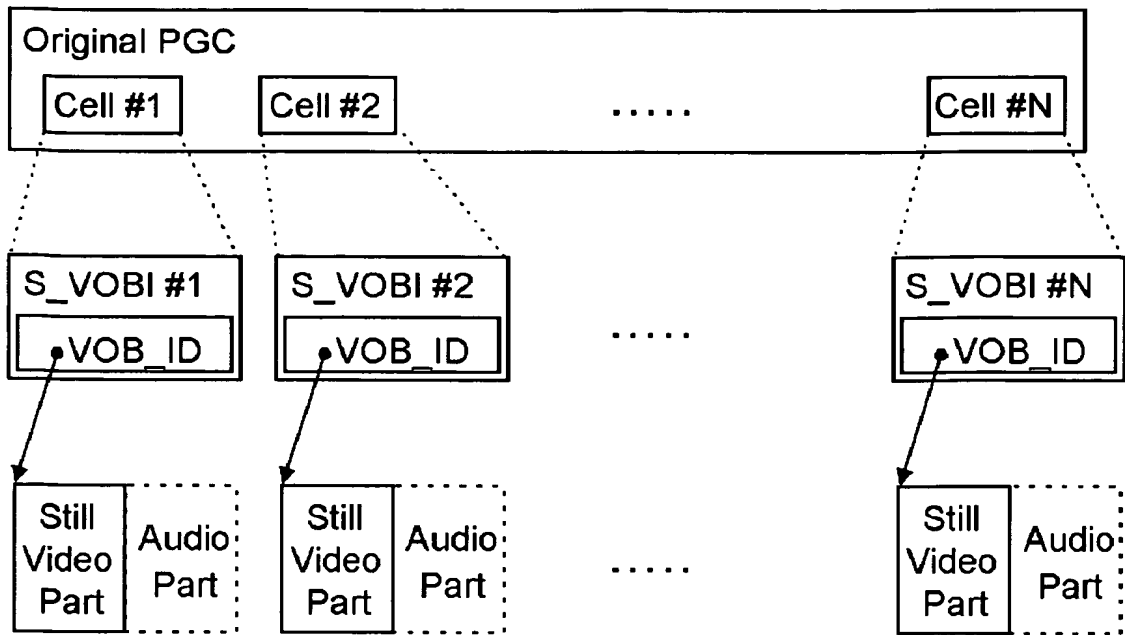 Original PGC
Cell #1 Cell #2 ..... Cell #N
S_VOBI #1 S_VOBI #2 ..... S_VOBI #N
VOB_ID VOB_ID VOB_ID
Still Video Part Audio Part
Still Video Part Audio Part
.....
Still Video Part Audio Part